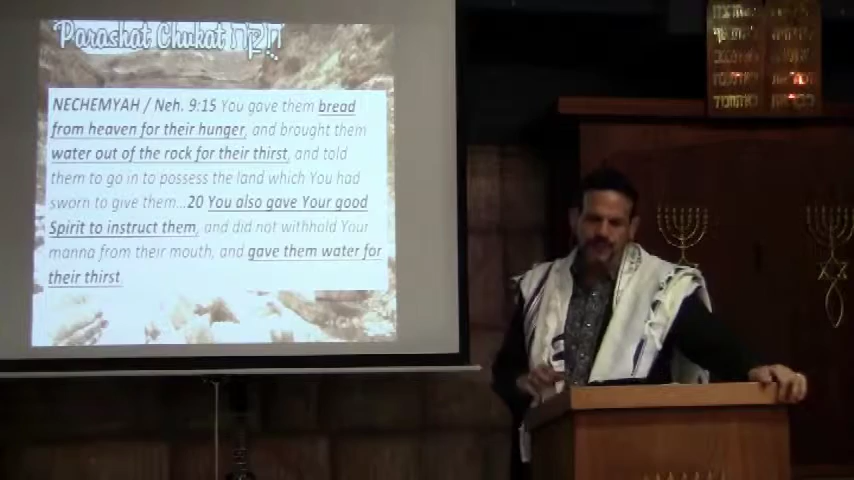 Parashat Chukat חֻקַּת
NECHEMYAH / Neh. 9:15 You gave them bread
from heaven for their hunger, and brought them
water out of the rock for their thirst, and told
them to go in to possess the land which You had
sworn to give them...20 You also gave Your good
Spirit to instruct them, and did not withhold Your
manna from their mouth, and gave them water for
their thirst